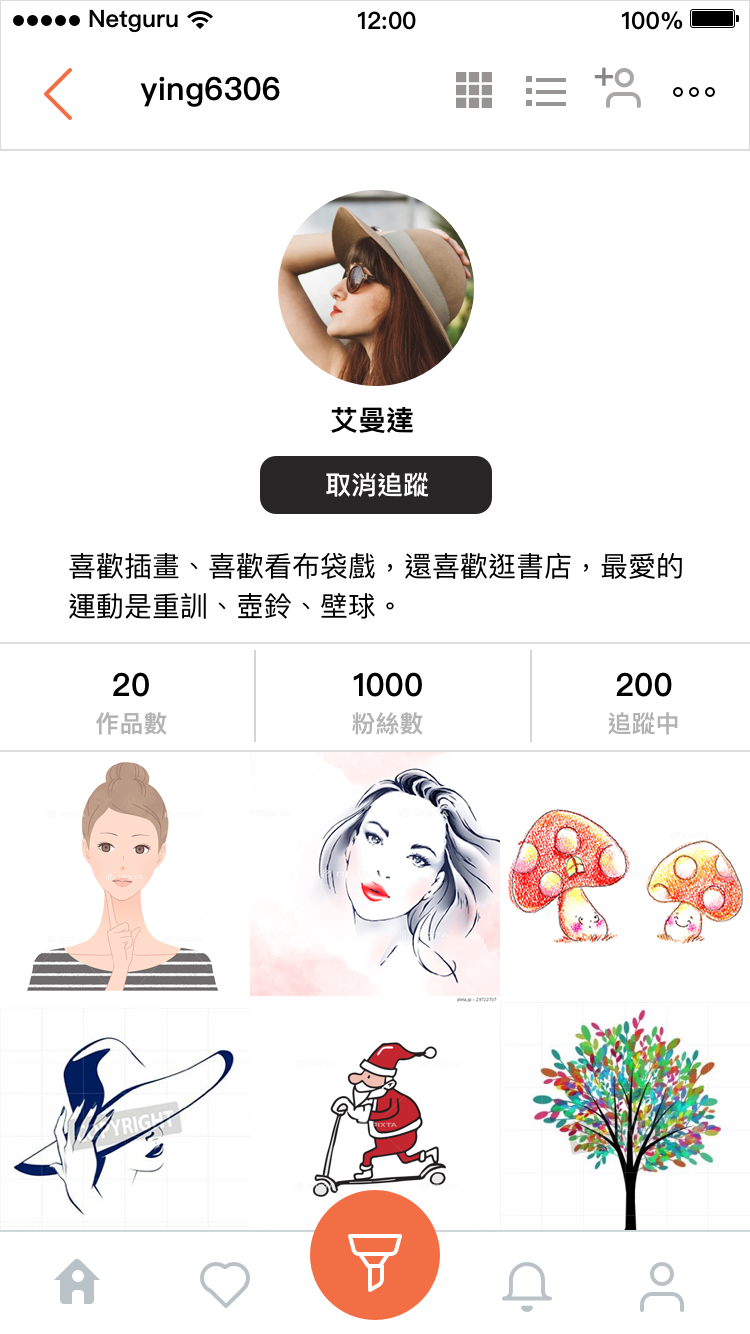 Netguru
12:00
100%
ying6306
艾曼達
取消追蹤
喜歡插畫、喜歡看布袋戲，還喜歡逛書店，最愛的
運動是重訓、壺鈴、壁球。
20
作品數
1000
粉絲數
200
追蹤中
pixta.jp - 29722707
PYRIGHT
PIXTA